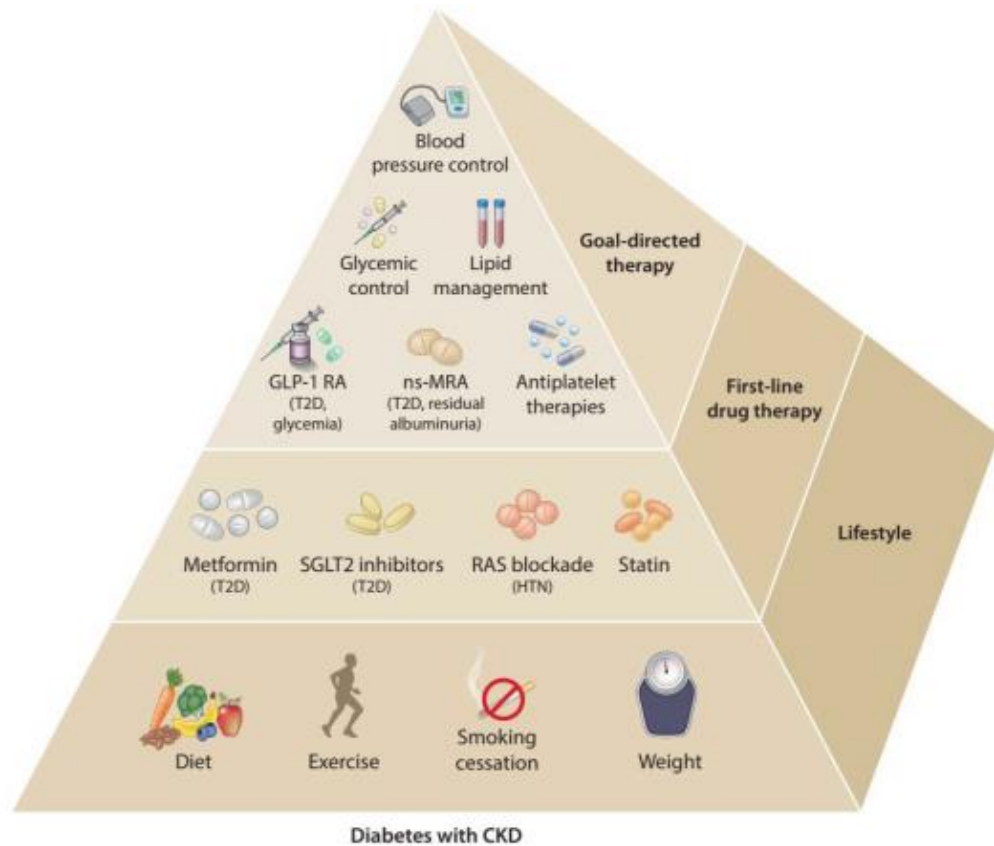 Blood
pressure control
Glycemic
control
Lipid
management
GLP-1 RA
(T2D,
glycemia)
ns-MRA
(T2D, residual
albuminuria)
Antiplatelet
therapies
Goal-directed
therapy
Metformin
(T2D)
SGLT2 inhibitors
(T2D)
RAS blockade
(HTN)
Statin
First-line
drug therapy
Diet
Exercise
Smoking
cessation
Weight
Lifestyle
Diabetes with CKD